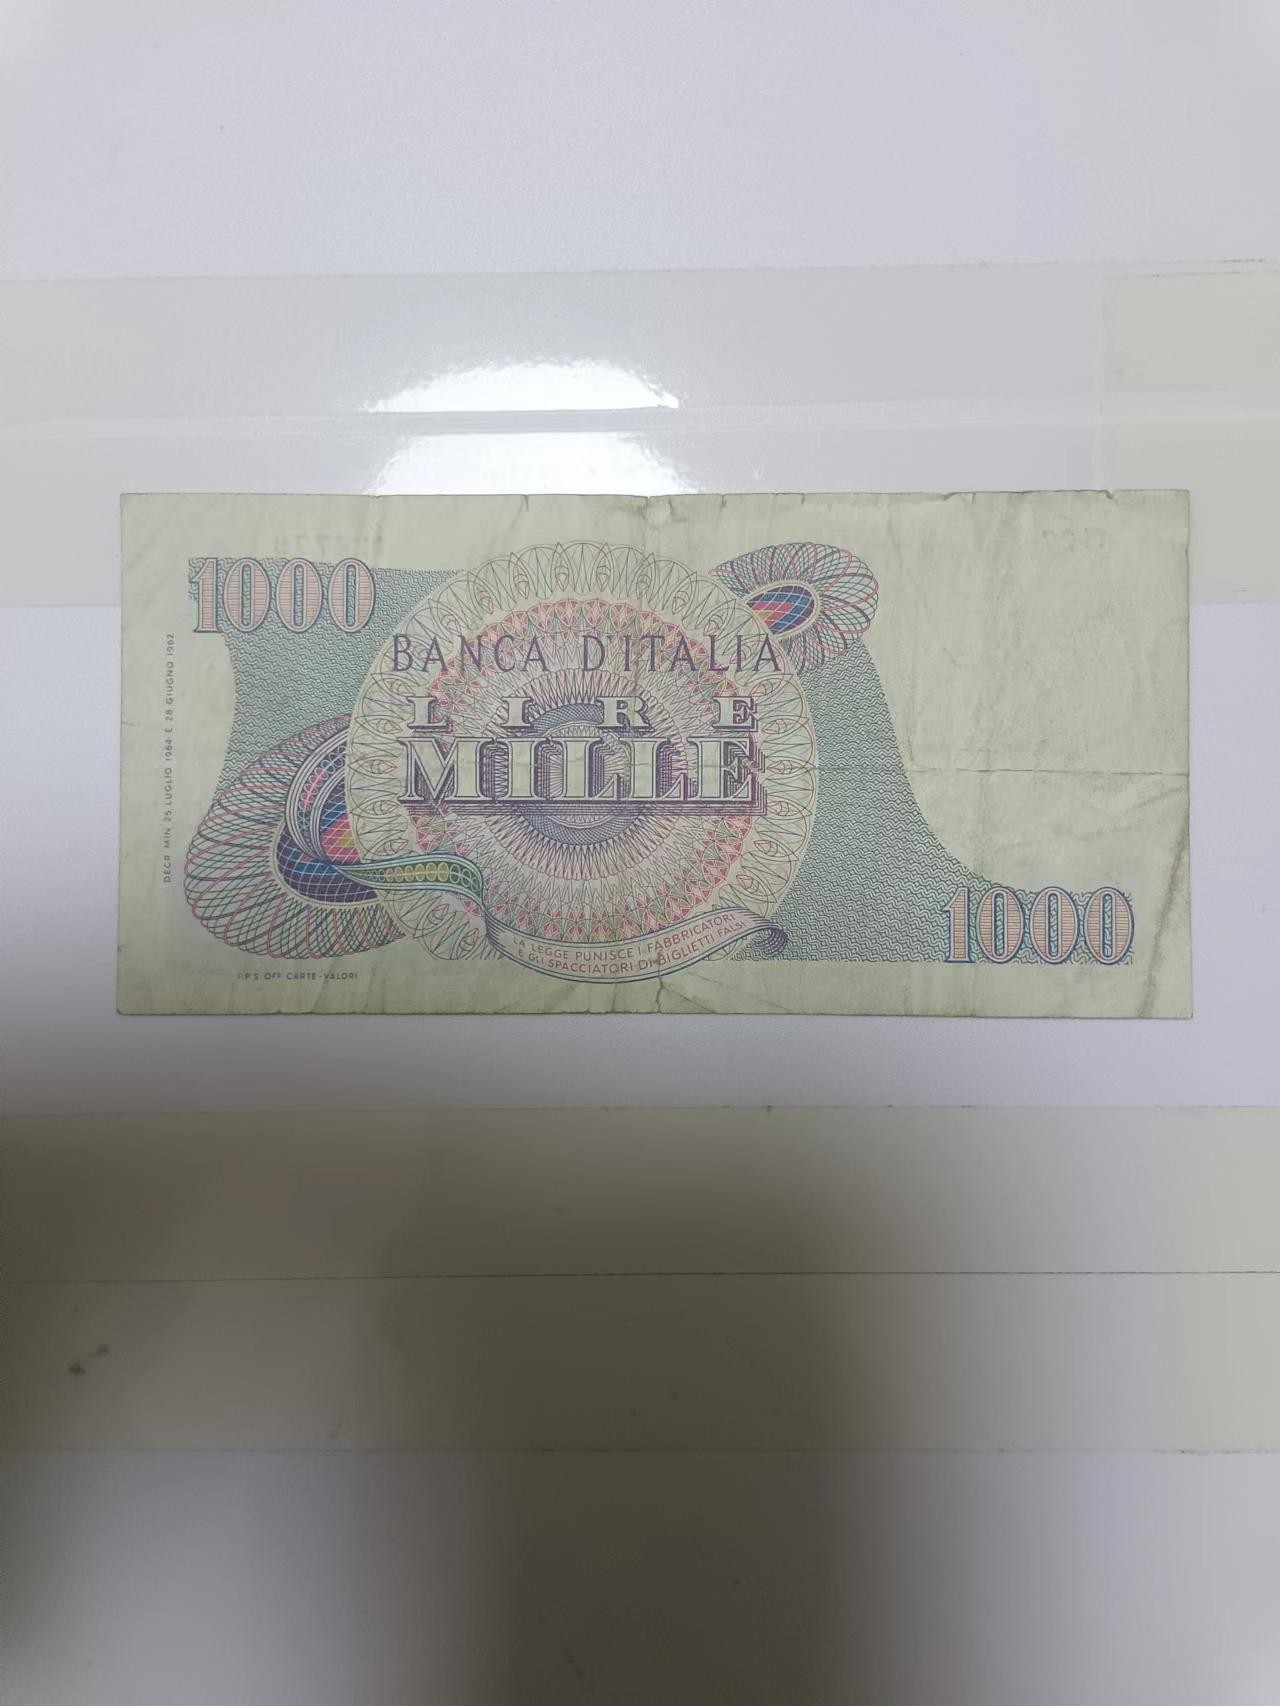 1000
BANCA D'ITALIA
LIRE
MILLE
DECR. MIN. 25 LUGLIO 1964 E 28 GIUGNO 1962
LA LEGGE PUNISCE I FABBRICATORI
E GLI SPACCIATORI DI BIGLIETTI FALSI
1000
I.P.S. OFF. CARTE-VALORI